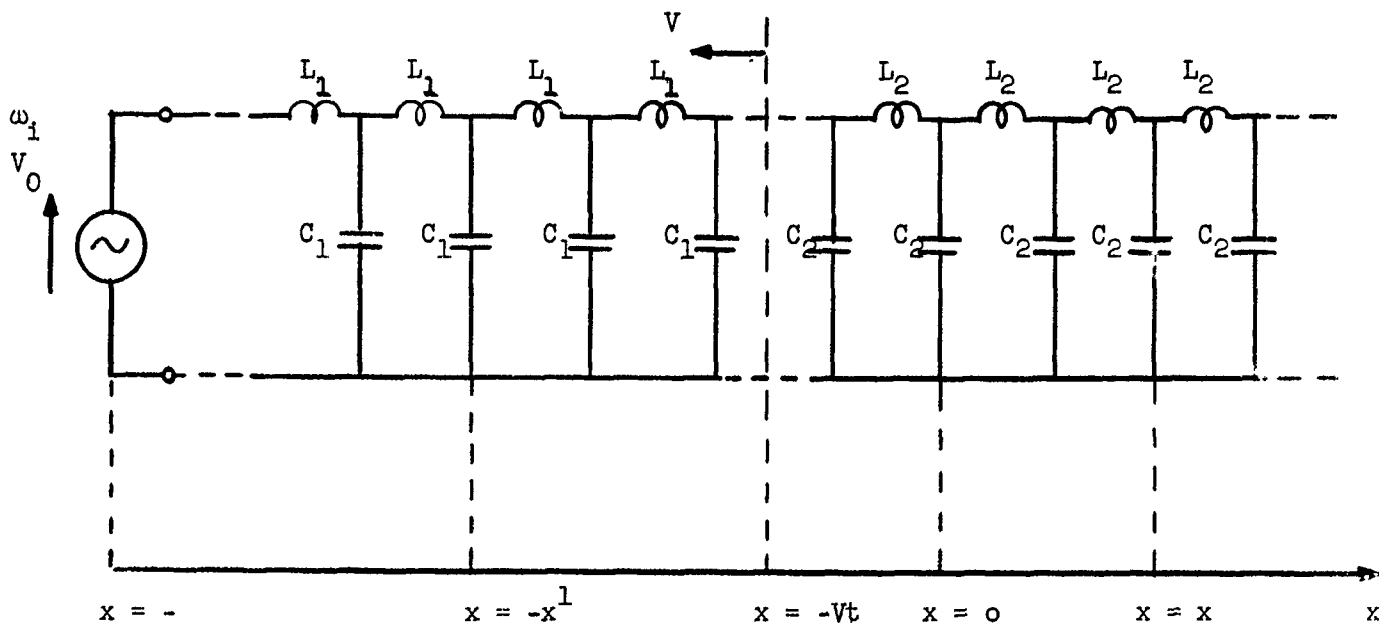 V
L₁ L₁ L₁ L₁ L₂ L₂ L₂ L₂
ωᵢ
V₀
C₁ C₁ C₁ C₁ C₂ C₂ C₂ C₂ C₂
x = - x = -x¹ x = -Vt x = 0 x = x x